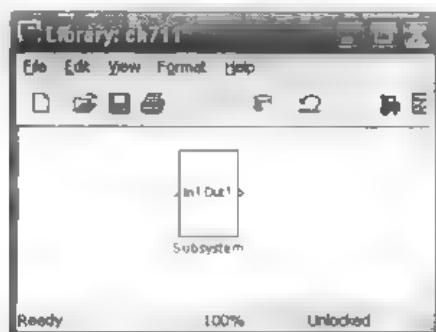 Library: ch711
File Edit View Format Help
In1 Out1
Subsystem
Ready 100% Unlocked